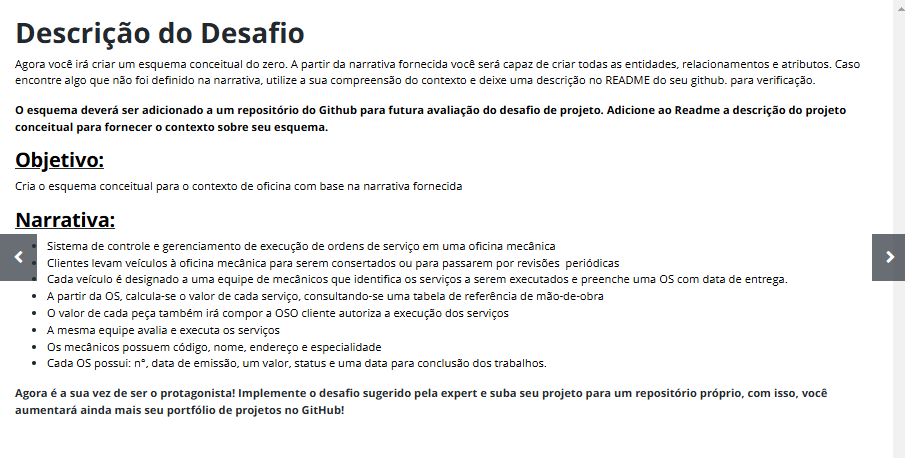 Descrição do Desafio
Agora você irá criar um esquema conceitual do zero. A partir da narrativa fornecida você será capaz de criar todas as entidades, relacionamentos e atributos. Caso
encontre algo que não foi definido na narrativa, utilize a sua compreensão do contexto e deixe uma descrição no README do seu github. para verificação.
O esquema deverá ser adicionado a um repositório do Github para futura avaliação do desafio de projeto. Adicione ao Readme a descrição do projeto
conceitual para fornecer o contexto sobre seu esquema.
Objetivo:
Cria o esquema conceitual para o contexto de oficina com base na narrativa fornecida
Narrativa:
Sistema de controle e gerenciamento de execução de ordens de serviço em uma oficina mecânica
Clientes levam veículos à oficina mecânica para serem consertados ou para passarem por revisões periódicas
Cada veículo é designado a uma equipe de mecânicos que identifica os serviços a serem executados e preenche uma OS com data de entrega.
A partir da OS, calcula-se o valor de cada serviço, consultando-se uma tabela de referência de mão-de-obra
O valor de cada peça também irá compor a OSO cliente autoriza a execução dos serviços
A mesma equipe avalia e executa os serviços
Os mecânicos possuem código, nome, endereço e especialidade
Cada OS possui: n°, data de emissão, um valor, status e uma data para conclusão dos trabalhos.
Agora é a sua vez de ser o protagonista! Implemente o desafio sugerido pela expert e suba seu projeto para um repositório próprio, com isso, você
aumentará ainda mais seu portfólio de projetos no GitHub!